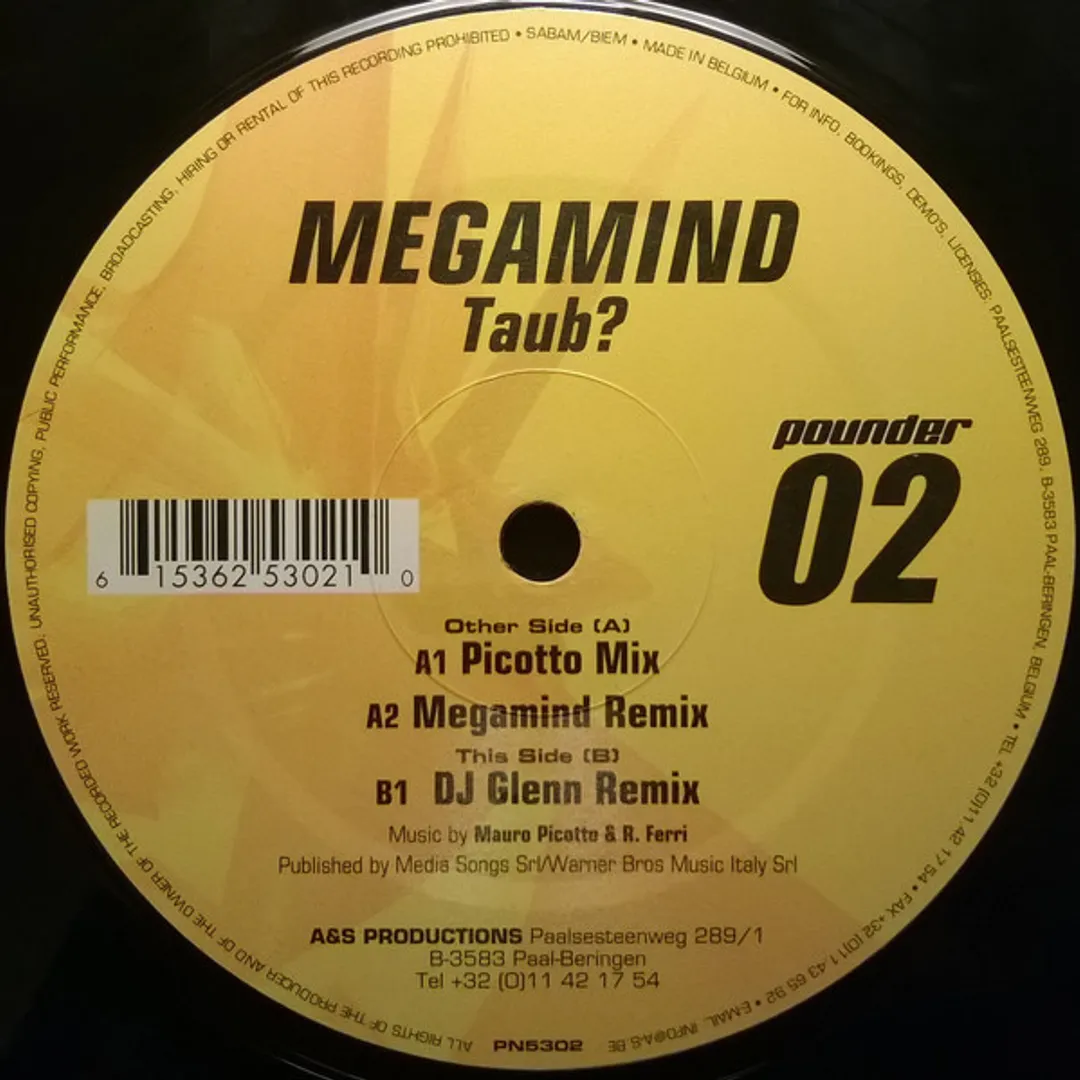 ALL RIGHTS OF THE PRODUCER AND OF THE OWNER OF THE RECORDED WORK RESERVED. UNAUTHORISED COPYING, PUBLIC PERFORMANCE, BROADCASTING, HIRING OR RENTAL OF THIS RECORDING PROHIBITED • SABAM/BIEM • MADE IN BELGIUM • FOR INFO, BOOKINGS, DEMO'S, LICENSIES: PAALSESTEENWEG 289, B-3583 PAAL-BERINGEN, BELGIUM • TEL +32 (0)11.42 17 54 • FAX +32 (0)11.43 65 92 • EMAIL. INFO@A-S.BE
MEGAMIND
Taub?
pounder
02
6 15362 53021 0
Other Side (A)
A1 Picotto Mix
A2 Megamind Remix
This Side (B)
B1 DJ Glenn Remix
Music by Mauro Picotto & R. Ferri
Published by Media Songs Srl/Warner Bros Music Italy Srl
A&S PRODUCTIONS Paalsesteenweg 289/1
B-3583 Paal-Beringen
Tel +32 (0)11 42 17 54
PN5302